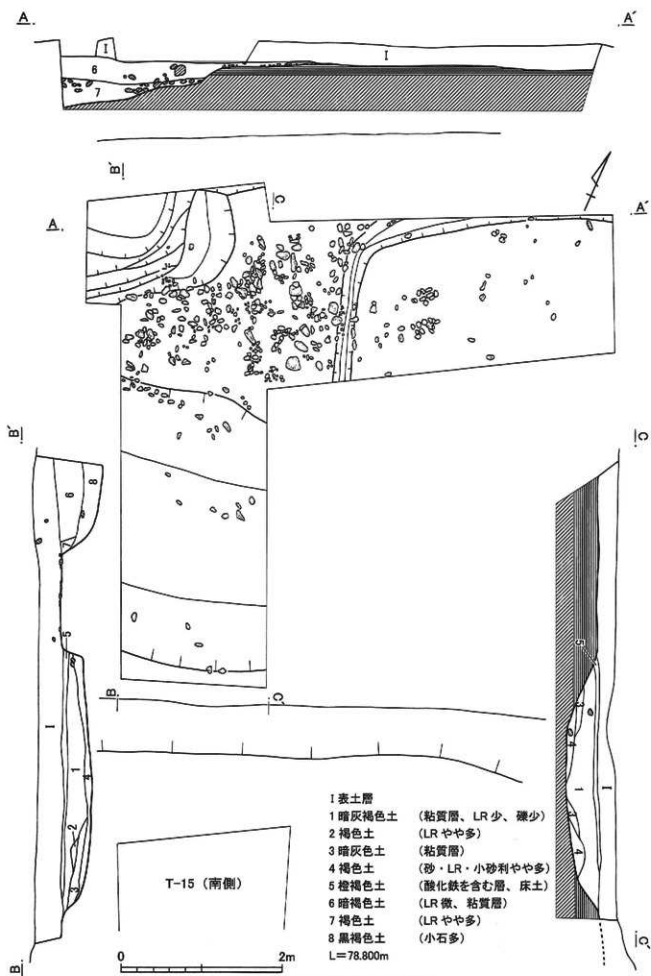 A
A´
I
I
6
7
B´
C
A
A´
B´
C
6
8
7
5
I
1
4
2
3
B
C´
5
3
4
1
I
3
4
I 表土層
1 暗灰褐色土 (粘質層、LR 少、礫少)
2 褐色土 (LR やや多)
3 暗灰色土 (粘質層)
4 褐色土 (砂・LR・小砂利やや多)
5 橙褐色土 (酸化鉄を含む層、床土)
6 暗褐色土 (LR 微、粘質層)
7 褐色土 (LR やや多)
8 黒褐色土 (小石多)
L=78.800m
T-15 (南側)
0 2m
B
C´